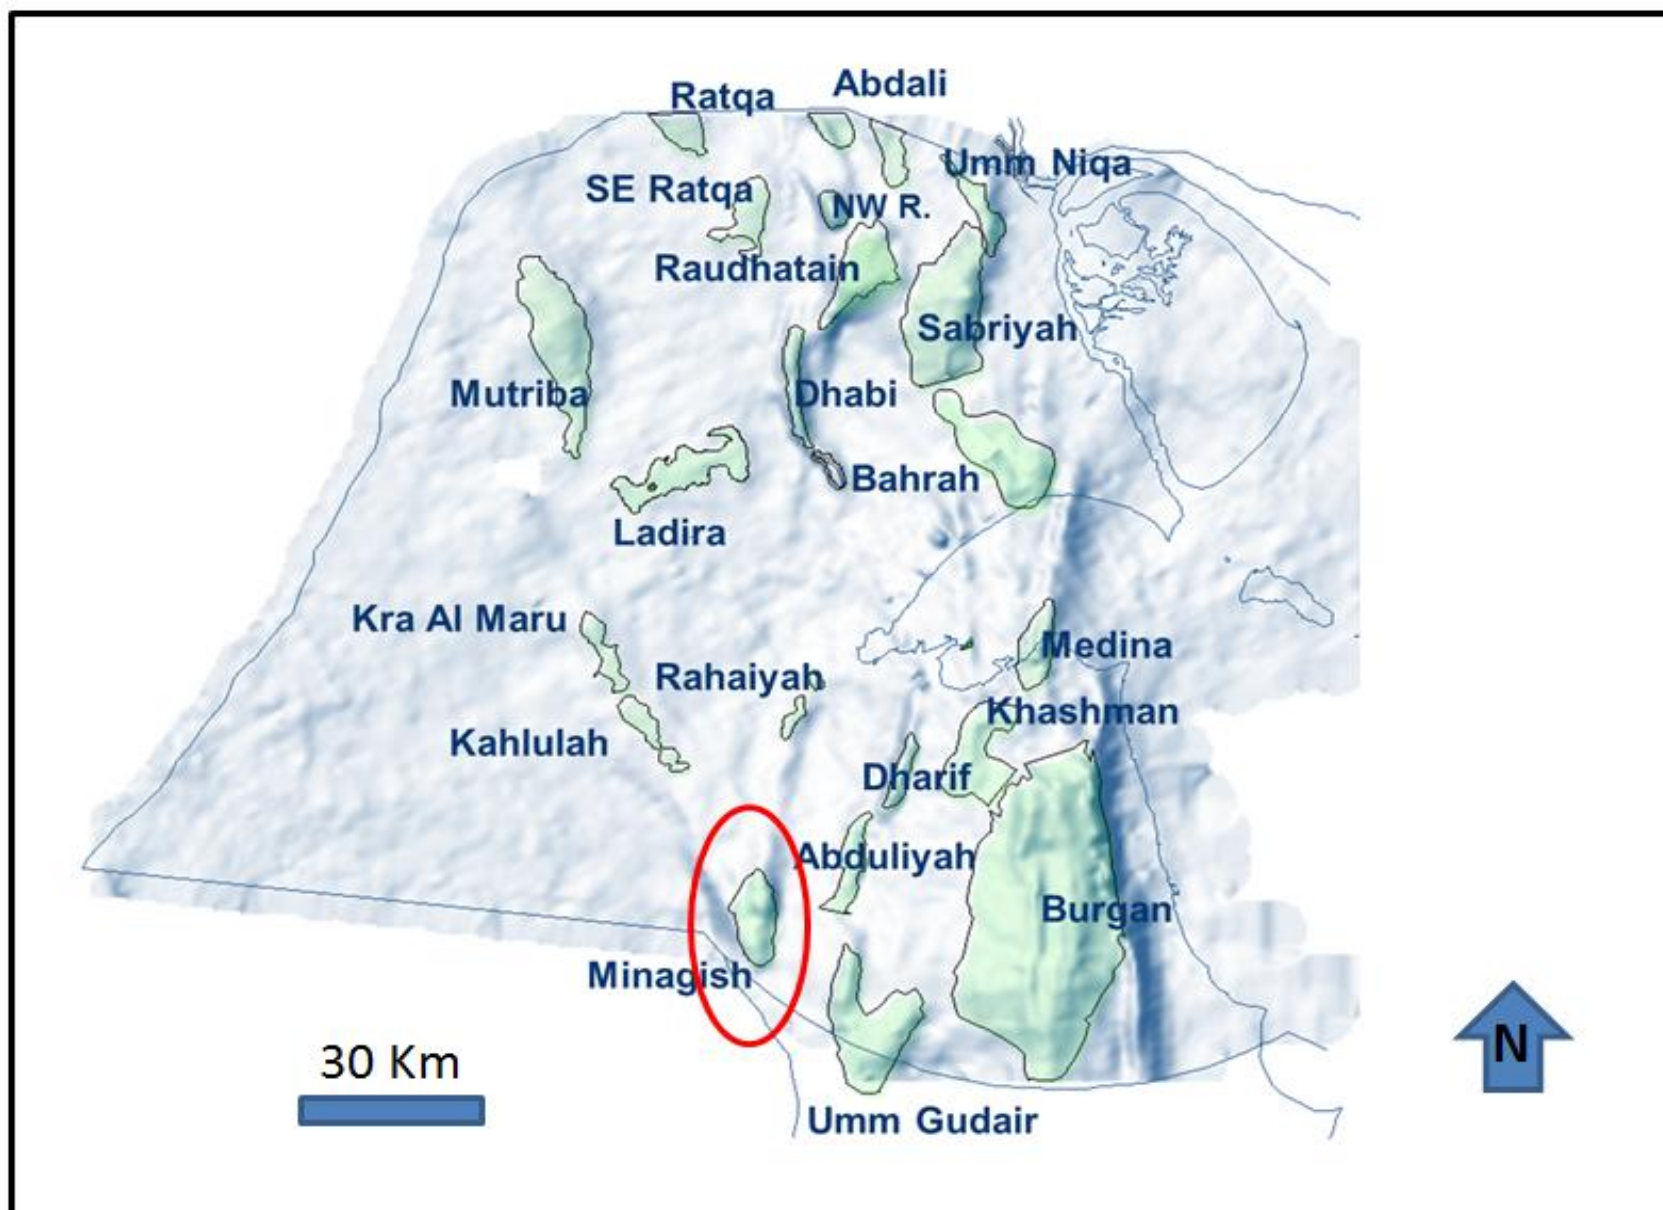 Ratqa
Abdali
Umm Niqa
SE Ratqa
NW R.
Raudhatain
Sabriyah
Mutriba
Dhabi
Bahrah
Ladira
Kra Al Maru
Medina
Rahaiyah
Khashman
Kahlulah
Dharif
Abduliyah
Burgan
Minagish
30 Km
N
Umm Gudair